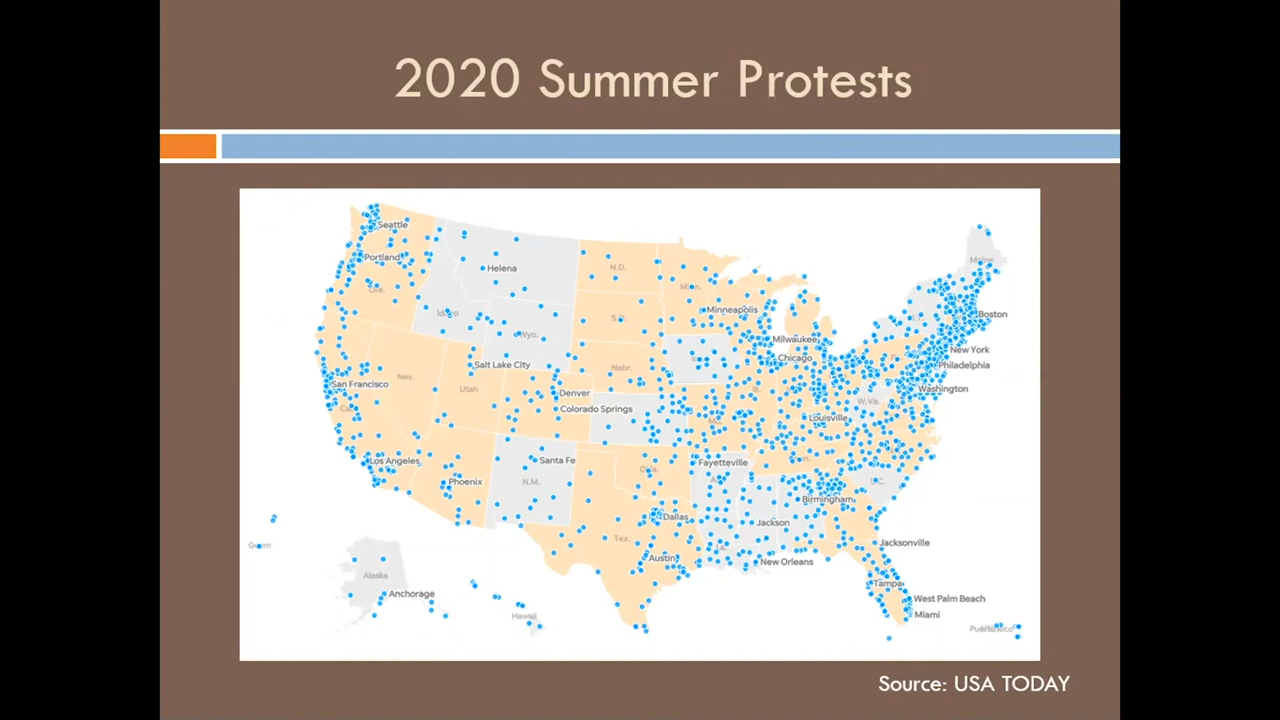 2020 Summer Protests
Seattle
Portland
Helena
N.D.
Minneapolis
Maine
Boston
Milwaukee
Chicago
New York
Philadelphia
Washington
Salt Lake City
Wyo.
S.D.
Nebr.
Nev.
Utah
San Francisco
Denver
Colorado Springs
W.Va.
Louisville
Los Angeles
Phoenix
Santa Fe
N.M.
Fayetteville
Birmingham
Dallas
Jackson
Tex.
Austin
New Orleans
Jacksonville
Tampa
West Palm Beach
Miami
Guam
Alaska
Anchorage
Hawaii
Puerto Rico
Source: USA TODAY